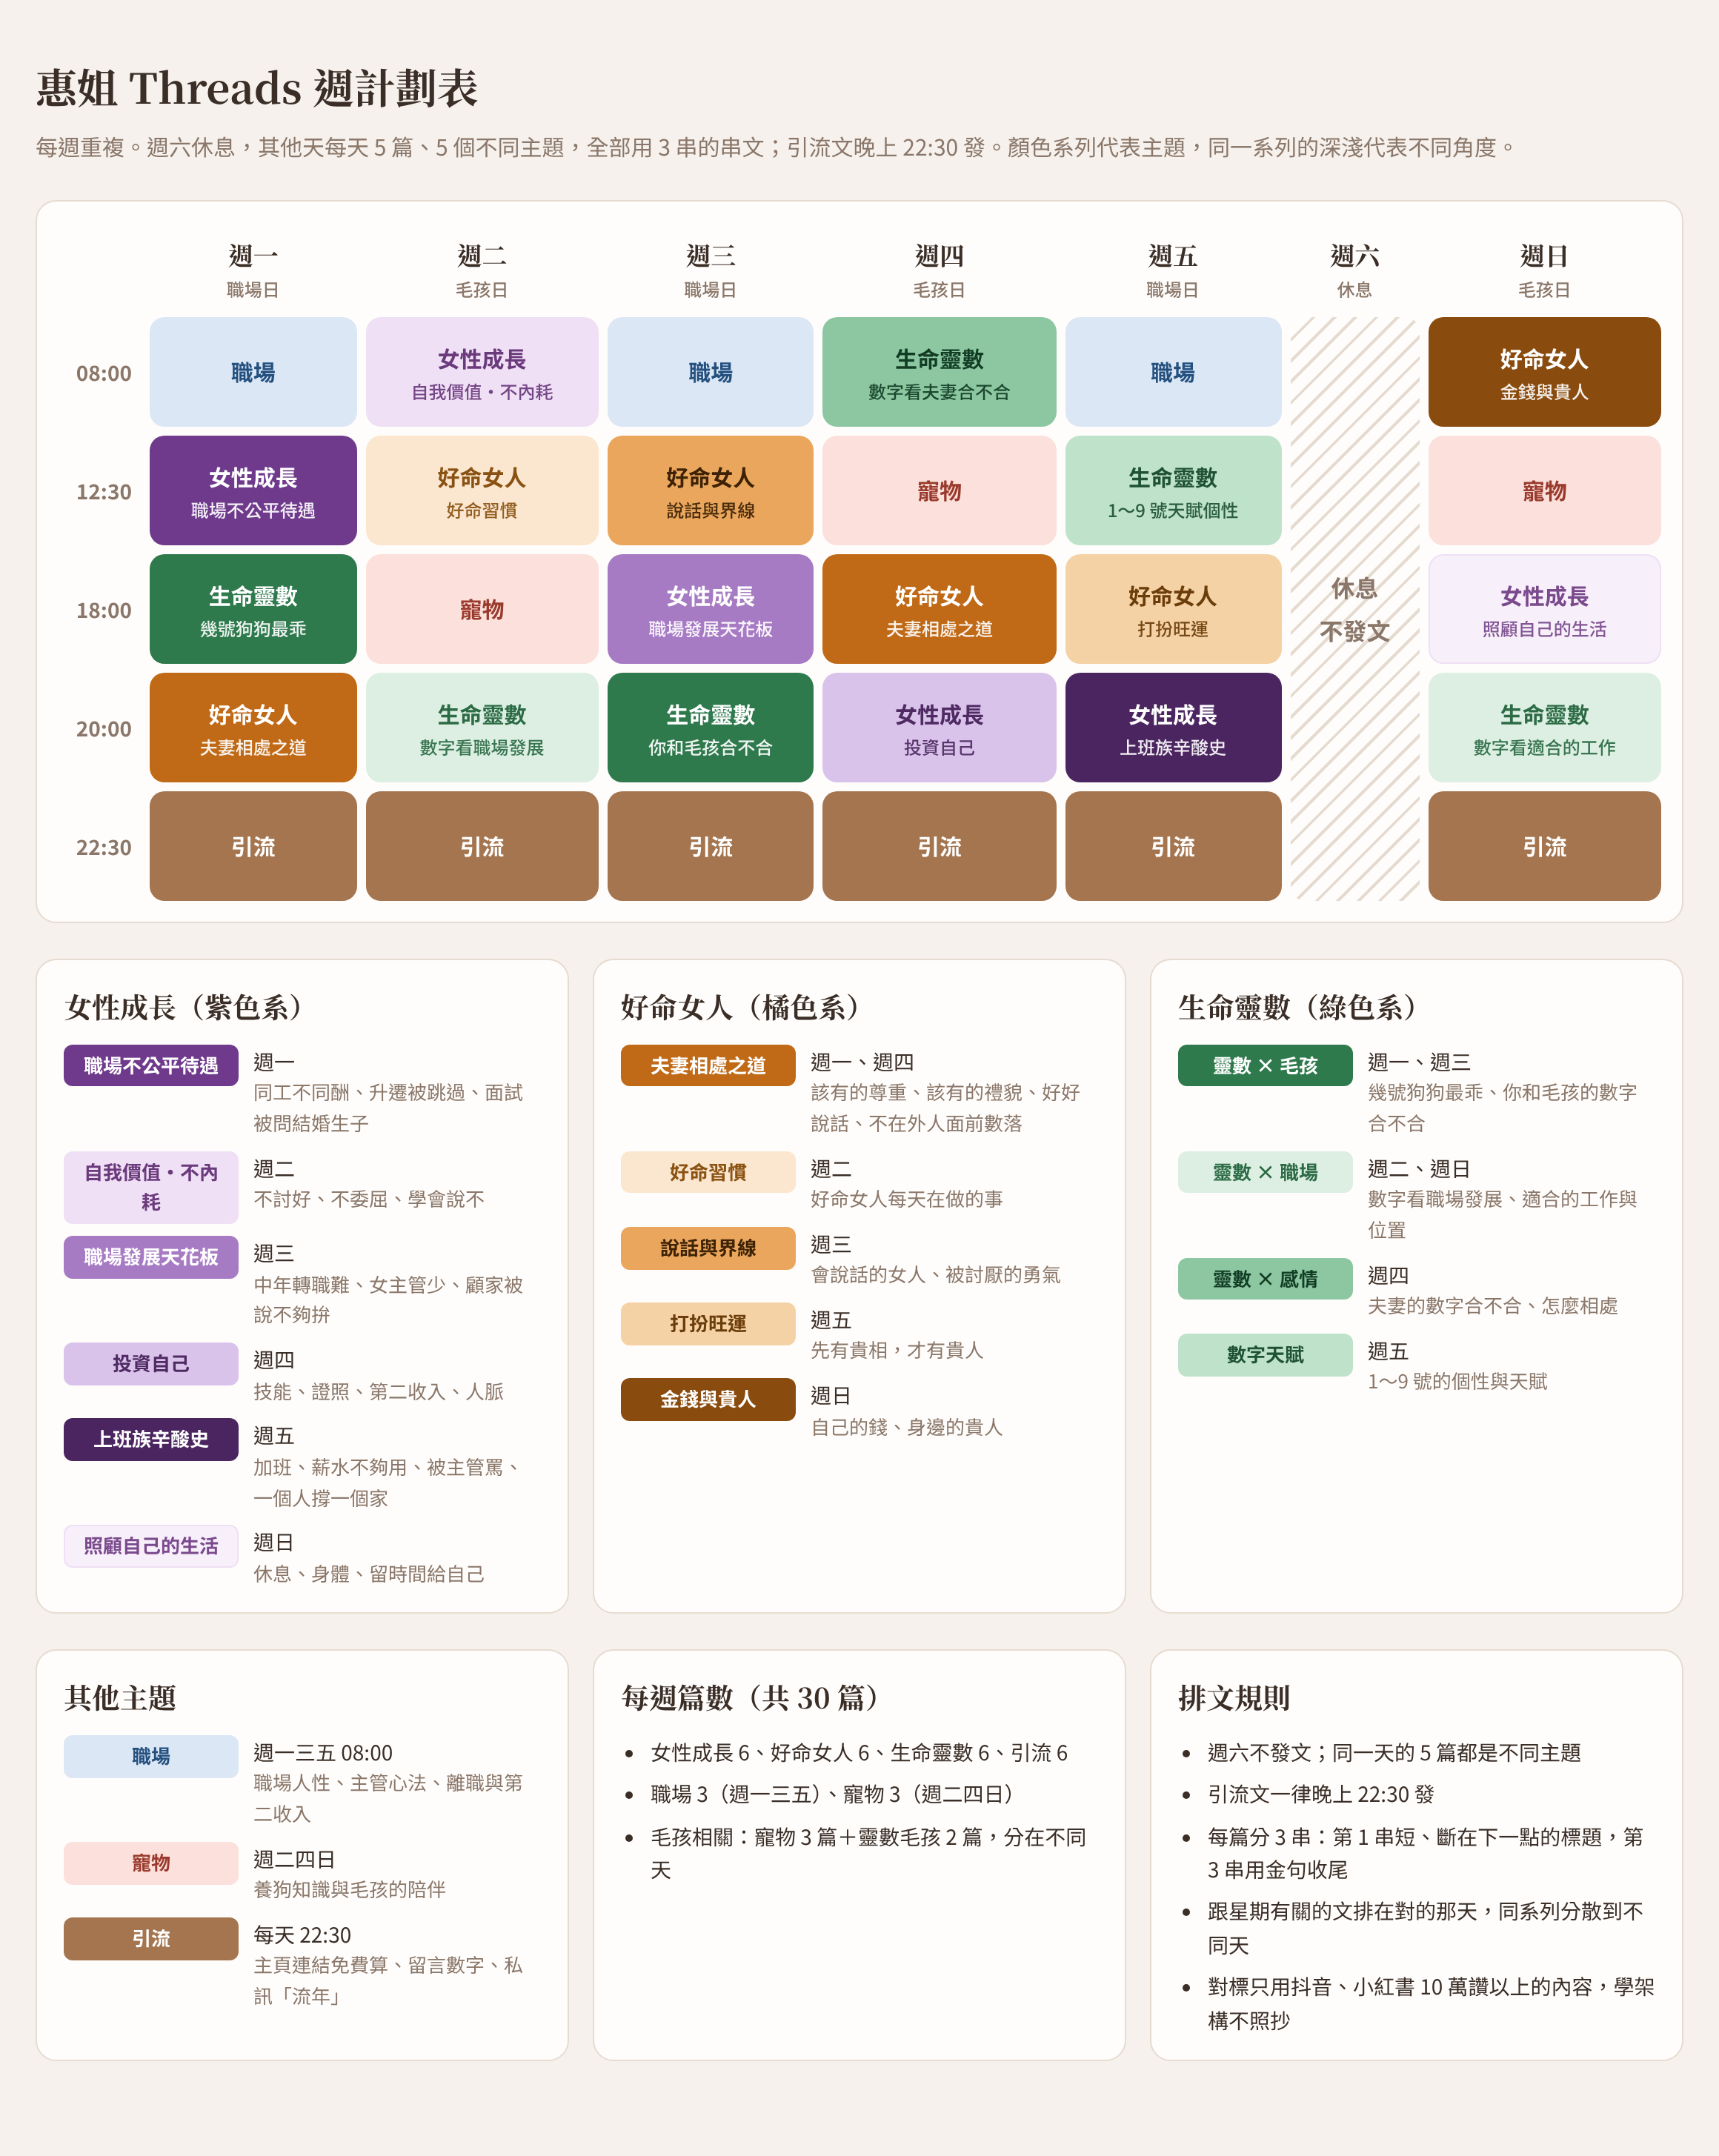 惠姐 Threads 週計劃表
每週重複。週六休息，其他天每天 5 篇、5 個不同主題，全部用 3 串的串文；引流文晚上 22:30 發。顏色系列代表主題，同一系列的深淺代表不同角度。
週一 週二 週三 週四 週五 週六 週日
職場日 毛孩日 職場日 毛孩日 職場日 休息 毛孩日
08:00
職場
女性成長
自我價值・不內耗
職場
生命靈數
數字看夫妻合不合
職場
好命女人
金錢與貴人
12:30
女性成長
職場不公平待遇
好命女人
好命習慣
好命女人
說話與界線
寵物
生命靈數
1～9 號天賦個性
寵物
18:00
生命靈數
幾號狗狗最乖
寵物
女性成長
職場發展天花板
好命女人
夫妻相處之道
好命女人
打扮旺運
休息
不發文
女性成長
照顧自己的生活
20:00
好命女人
夫妻相處之道
生命靈數
數字看職場發展
生命靈數
你和毛孩合不合
女性成長
投資自己
女性成長
上班族辛酸史
生命靈數
數字看適合的工作
22:30
引流
引流
引流
引流
引流
引流
女性成長（紫色系）
職場不公平待遇
週一
同工不同酬、升遷被跳過、面試
被問結婚生子
自我價值・不內
耗
週二
不討好、不委屈、學會說不
職場發展天花板
週三
中年轉職難、女主管少、顧家被
說不夠拚
投資自己
週四
技能、證照、第二收入、人脈
上班族辛酸史
週五
加班、薪水不夠用、被主管罵、
一個人撐一個家
照顧自己的生活
週日
休息、身體、留時間給自己
好命女人（橘色系）
夫妻相處之道
週一、週四
該有的尊重、該有的禮貌、好好
說話、不在外人面前數落
好命習慣
週二
好命女人每天在做的事
說話與界線
週三
會說話的女人、被討厭的勇氣
打扮旺運
週五
先有貴相，才有貴人
金錢與貴人
週日
自己的錢、身邊的貴人
生命靈數（綠色系）
靈數 × 毛孩
週一、週三
幾號狗狗最乖、你和毛孩的數字
合不合
靈數 × 職場
週二、週日
數字看職場發展、適合的工作與
位置
靈數 × 感情
週四
夫妻的數字合不合、怎麼相處
數字天賦
週五
1～9 號的個性與天賦
其他主題
職場
週一三五 08:00
職場人性、主管心法、離職與第
二收入
寵物
週二四日
養狗知識與毛孩的陪伴
引流
每天 22:30
主頁連結免費算、留言數字、私
訊「流年」
每週篇數（共 30 篇）
• 女性成長 6、好命女人 6、生命靈數 6、引流 6
• 職場 3（週一三五）、寵物 3（週二四日）
• 毛孩相關：寵物 3 篇＋靈數毛孩 2 篇，分在不同
天
排文規則
• 週六不發文；同一天的 5 篇都是不同主題
• 引流文一律晚上 22:30 發
• 每篇分 3 串：第 1 串短、斷在下一點的標題，第
3 串用金句收尾
• 跟星期有關的文排在對的那天，同系列分散到不
同天
• 對標只用抖音、小紅書 10 萬讚以上的內容，學架
構不照抄